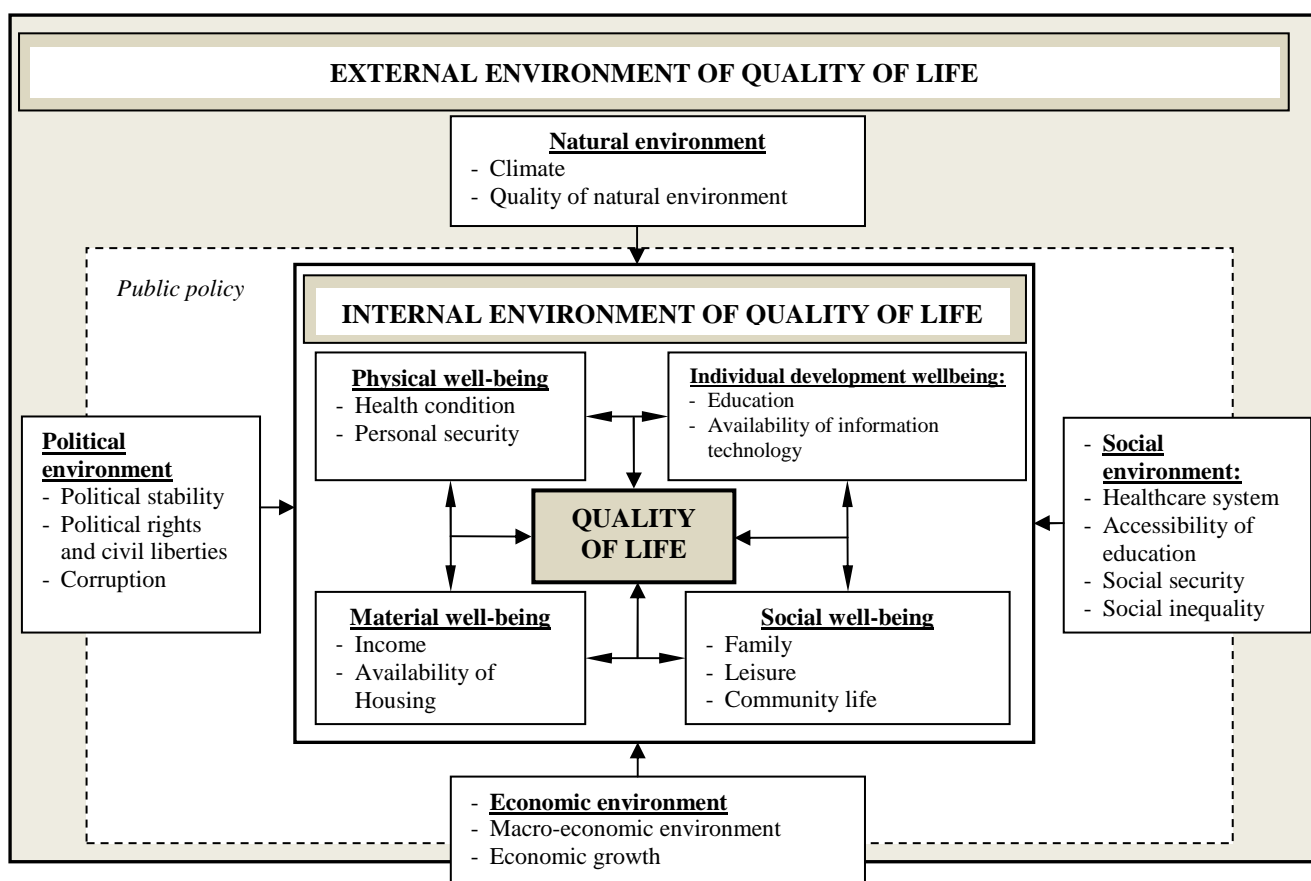 EXTERNAL ENVIRONMENT OF QUALITY OF LIFE
Natural environment
- Climate
- Quality of natural environment
Public policy
INTERNAL ENVIRONMENT OF QUALITY OF LIFE
Physical well-being
- Health condition
- Personal security
Individual development wellbeing:
- Education
- Availability of information
technology
Political
environment
- Political stability
- Political rights
and civil liberties
- Corruption
QUALITY
OF LIFE
- Social
environment:
- Healthcare system
- Accessibility of
education
- Social security
- Social inequality
Material well-being
- Income
- Availability of
Housing
Social well-being
- Family
- Leisure
- Community life
- Economic environment
- Macro-economic environment
- Economic growth